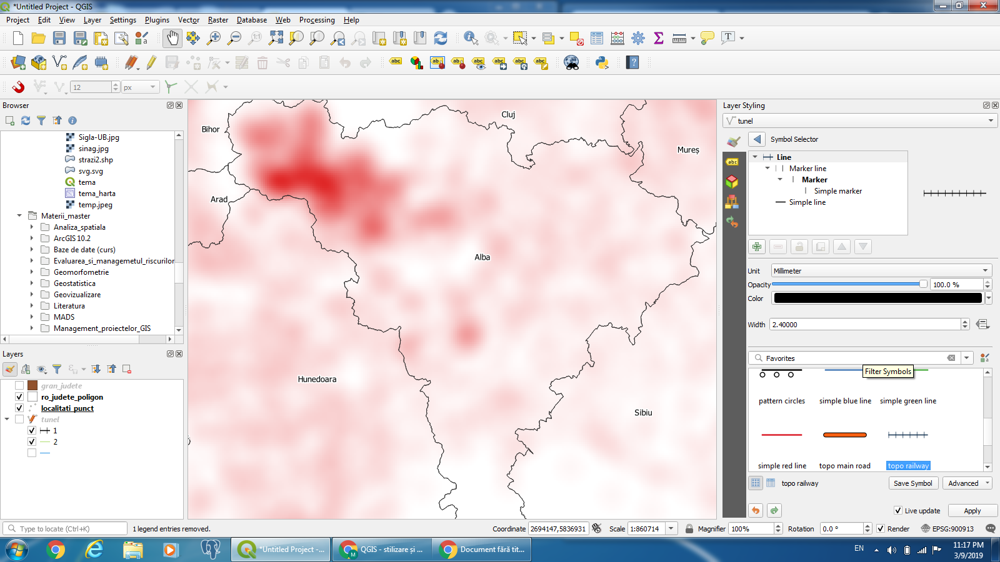 *Untitled Project - QGIS
Project Edit View Layer Settings Plugins Vector Raster Database Web Processing Help
12 px
Browser
Sigla-UB.jpg
sinag.jpg
strazi2.shp
svg.svg
tema
tema_harta
temp.jpeg
Materii_master
Analiza_spatiala
ArcGIS 10.2
Baze de date (curs)
Evaluarea_si_managemetul_riscurilor
Geomorfometrie
Geostatistica
Geovizualizare
Literatura
MADS
Management_proiectelor_GIS
Layers
gran_judete
ro_judete_poligon
localitati_punct
tunel
1
2
Bihor
Cluj
Mureș
Arad
Alba
Hunedoara
Sibiu
Layer Styling
tunel
Symbol Selector
Line
Marker line
Marker
Simple marker
Simple line
Unit Millimeter
Opacity 100.0 %
Color
Width 2.40000
Favorites
Filter Symbols
pattern circles simple blue line simple green line
simple red line topo main road topo railway
topo railway Save Symbol Advanced
Live update Apply
Type to locate (Ctrl+K) 1 legend entries removed. Coordinate 2694147,5836931 Scale 1:860714 Magnifier 100% Rotation 0.0 ° Render EPSG:900913
*Untitled Project -... QGIS - stilizare și ... Document fără tit... EN 11:17 PM
3/9/2019